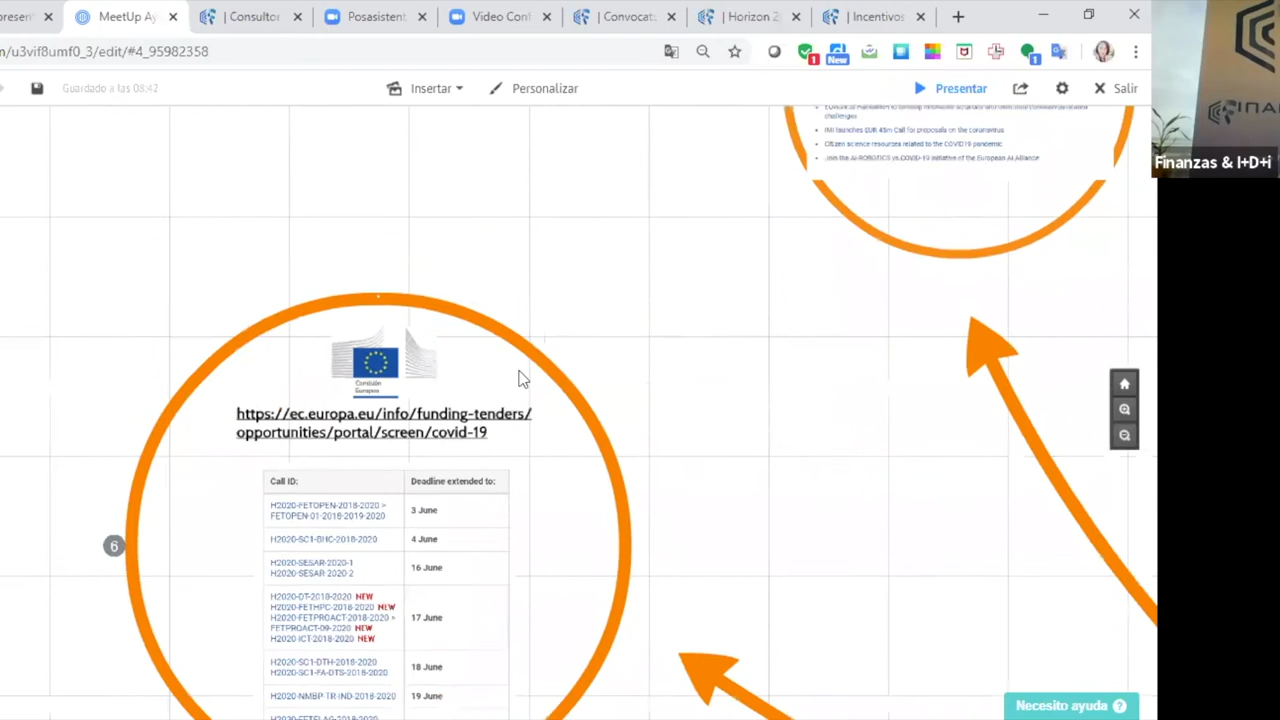 MeetUp Ay
| Consultor
Posasistent
Video Conf
| Convocatu
| Horizon 2
| Incentivos
n/u3vif8umf0_3/edit/#4_95982358
1
New
1
Guardado a las 08:42
Insertar
Personalizar
Presentar
Salir
challenges
IMI launches EUR 45m Call for proposals on the coronavirus
Citizen science resources related to the COVID19 pandemic
Join the AI-ROBOTICS vs COVID-19 initiative of the European AI Alliance
Finanzas & I+D+i
Comisión
Europea
https://ec.europa.eu/info/funding-tenders/
opportunities/portal/screen/covid-19
Call ID: Deadline extended to:
H2020-FETOPEN-2018-2020 >
FETOPEN-01-2018-2019-2020
3 June
H2020-SC1-BHC-2018-2020 4 June
H2020-SESAR-2020-1
H2020-SESAR-2020-2
16 June
H2020-DT-2018-2020 NEW
H2020-FETHPC-2018-2020 NEW
H2020-FETPROACT-2018-2020 >
FETPROACT-09-2020 NEW
H2020-ICT-2018-2020 NEW
17 June
H2020-SC1-DTH-2018-2020
H2020-SC1-FA-DTS-2018-2020
18 June
H2020-NMBP-TR-IND-2018-2020 19 June
6
Necesito ayuda ?